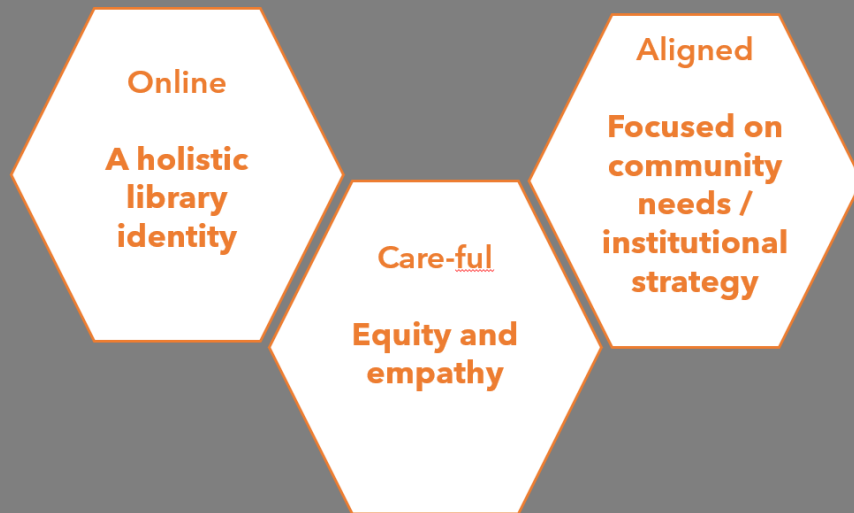 Online
A holistic
library
identity
Care-ful
Equity and
empathy
Aligned
Focused on
community
needs /
institutional
strategy